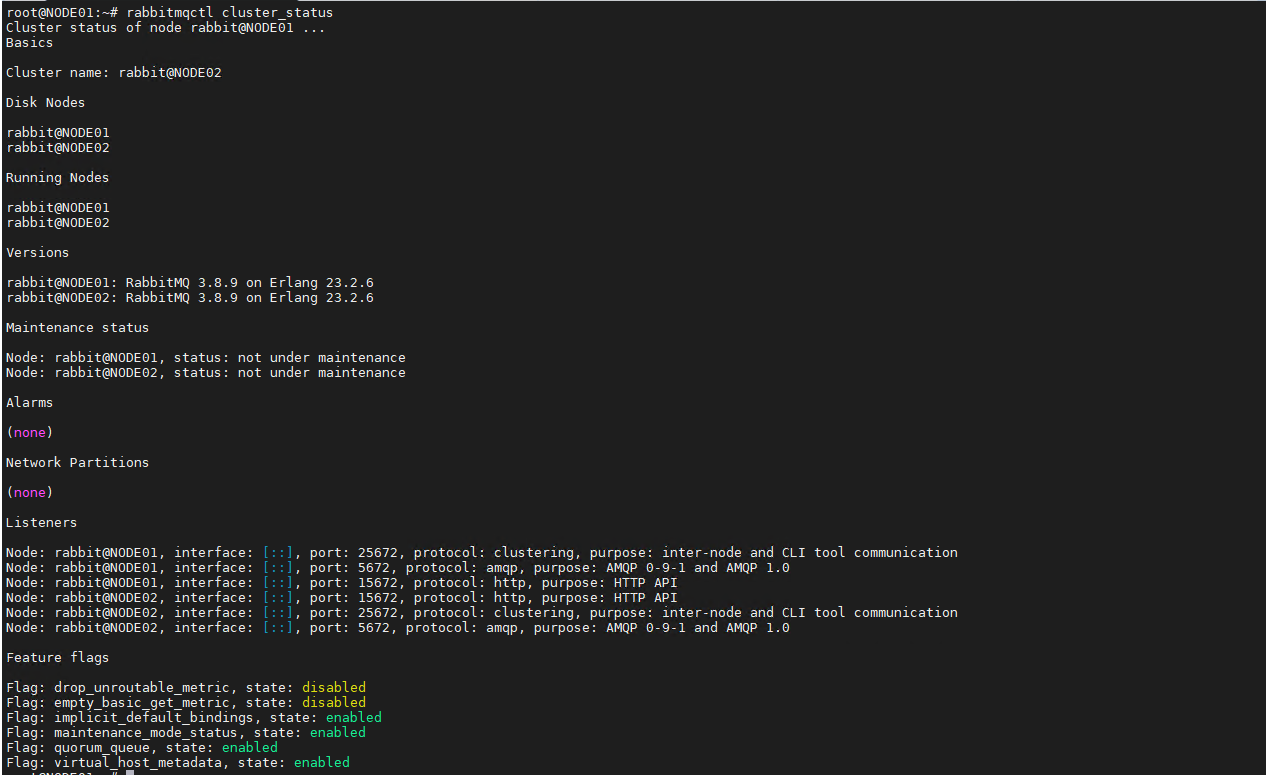 root@NODE01:~# rabbitmqctl cluster_status
Cluster status of node rabbit@NODE01 ...
Basics
Cluster name: rabbit@NODE02
Disk Nodes
rabbit@NODE01
rabbit@NODE02
Running Nodes
rabbit@NODE01
rabbit@NODE02
Versions
rabbit@NODE01: RabbitMQ 3.8.9 on Erlang 23.2.6
rabbit@NODE02: RabbitMQ 3.8.9 on Erlang 23.2.6
Maintenance status
Node: rabbit@NODE01, status: not under maintenance
Node: rabbit@NODE02, status: not under maintenance
Alarms
(none)
Network Partitions
(none)
Listeners
Node: rabbit@NODE01, interface: [::], port: 25672, protocol: clustering, purpose: inter-node and CLI tool communication
Node: rabbit@NODE01, interface: [::], port: 5672, protocol: amqp, purpose: AMQP 0-9-1 and AMQP 1.0
Node: rabbit@NODE01, interface: [::], port: 15672, protocol: http, purpose: HTTP API
Node: rabbit@NODE02, interface: [::], port: 15672, protocol: http, purpose: HTTP API
Node: rabbit@NODE02, interface: [::], port: 25672, protocol: clustering, purpose: inter-node and CLI tool communication
Node: rabbit@NODE02, interface: [::], port: 5672, protocol: amqp, purpose: AMQP 0-9-1 and AMQP 1.0
Feature flags
Flag: drop_unroutable_metric, state: disabled
Flag: empty_basic_get_metric, state: disabled
Flag: implicit_default_bindings, state: enabled
Flag: maintenance_mode_status, state: enabled
Flag: quorum_queue, state: enabled
Flag: virtual_host_metadata, state: enabled